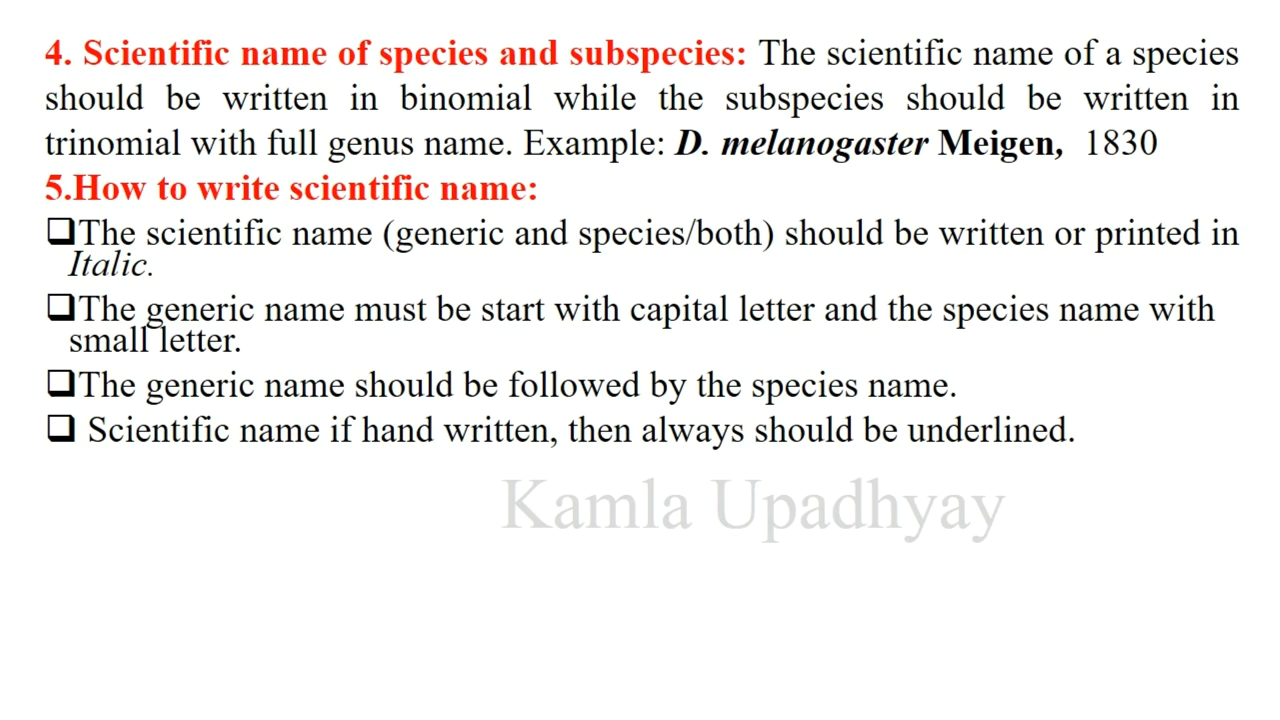 4. Scientific name of species and subspecies: The scientific name of a species
should be written in binomial while the subspecies should be written in
trinomial with full genus name. Example: D. melanogaster Meigen, 1830
5.How to write scientific name:
❑The scientific name (generic and species/both) should be written or printed in
Italic.
❑The generic name must be start with capital letter and the species name with
small letter.
❑The generic name should be followed by the species name.
❑ Scientific name if hand written, then always should be underlined.
Kamla Upadhyay